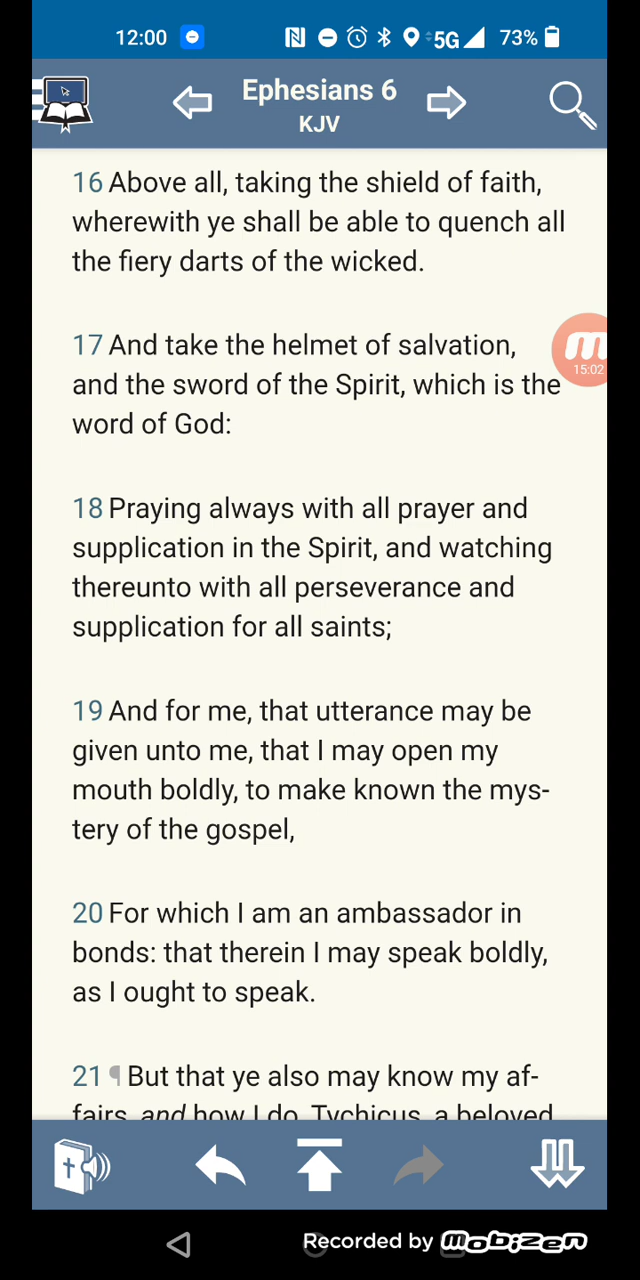 12:00 5G 73%
Ephesians 6
KJV
16 Above all, taking the shield of faith,
wherewith ye shall be able to quench all
the fiery darts of the wicked.
17 And take the helmet of salvation,
and the sword of the Spirit, which is the
word of God:
m
15:02
18 Praying always with all prayer and
supplication in the Spirit, and watching
thereunto with all perseverance and
supplication for all saints;
19 And for me, that utterance may be
given unto me, that I may open my
mouth boldly, to make known the mys-
tery of the gospel,
20 For which I am an ambassador in
bonds: that therein I may speak boldly,
as I ought to speak.
21 ¶ But that ye also may know my af-
fairs, and how I do, Tychicus, a beloved
Recorded by mobizen